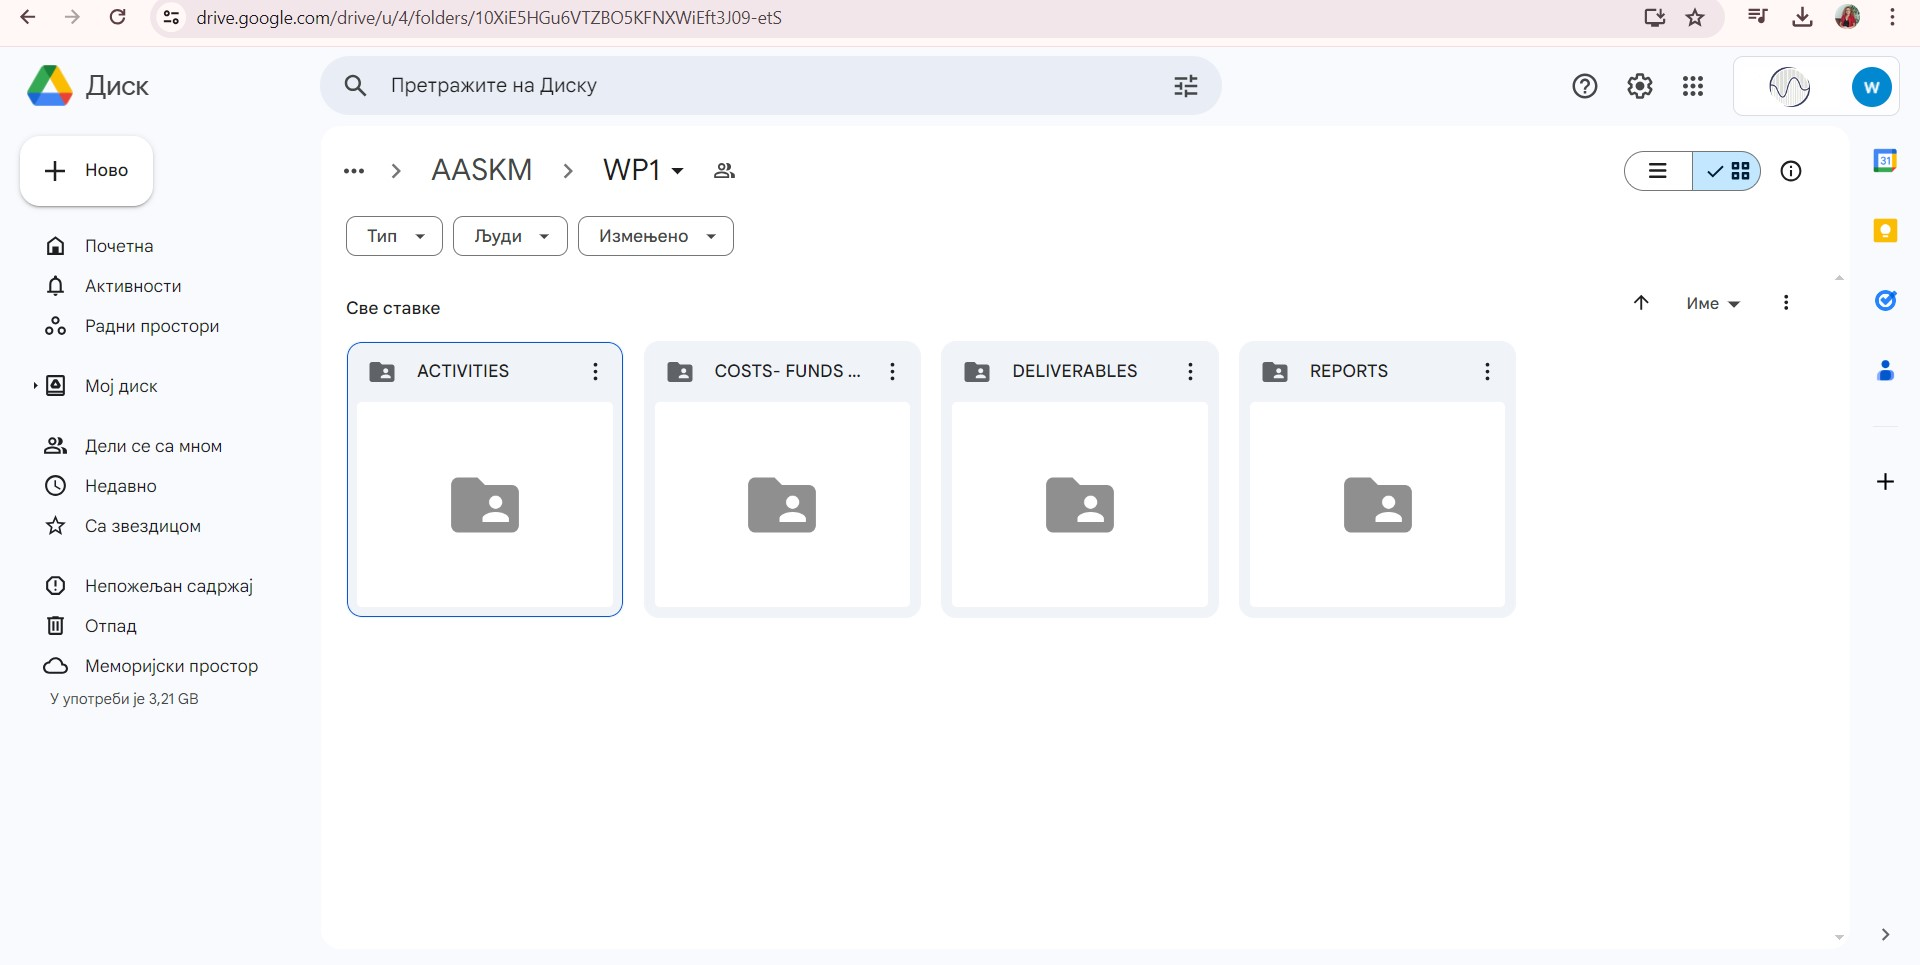 drive.google.com/drive/u/4/folders/10XiE5HGu6VTZBO5KFNXWiEft3J09-etS
Диск
Претражите на Диску
W
Ново
AASKM
WP1
31
Тип
Људи
Измењено
Почетна
Активности
Радни простори
Све ставке
Име
Мој диск
ACTIVITIES
COSTS- FUNDS ...
DELIVERABLES
REPORTS
Дели се са мном
Недавно
Са звездицом
Непожељан садржај
Отпад
Меморијски простор
У употреби је 3,21 GB